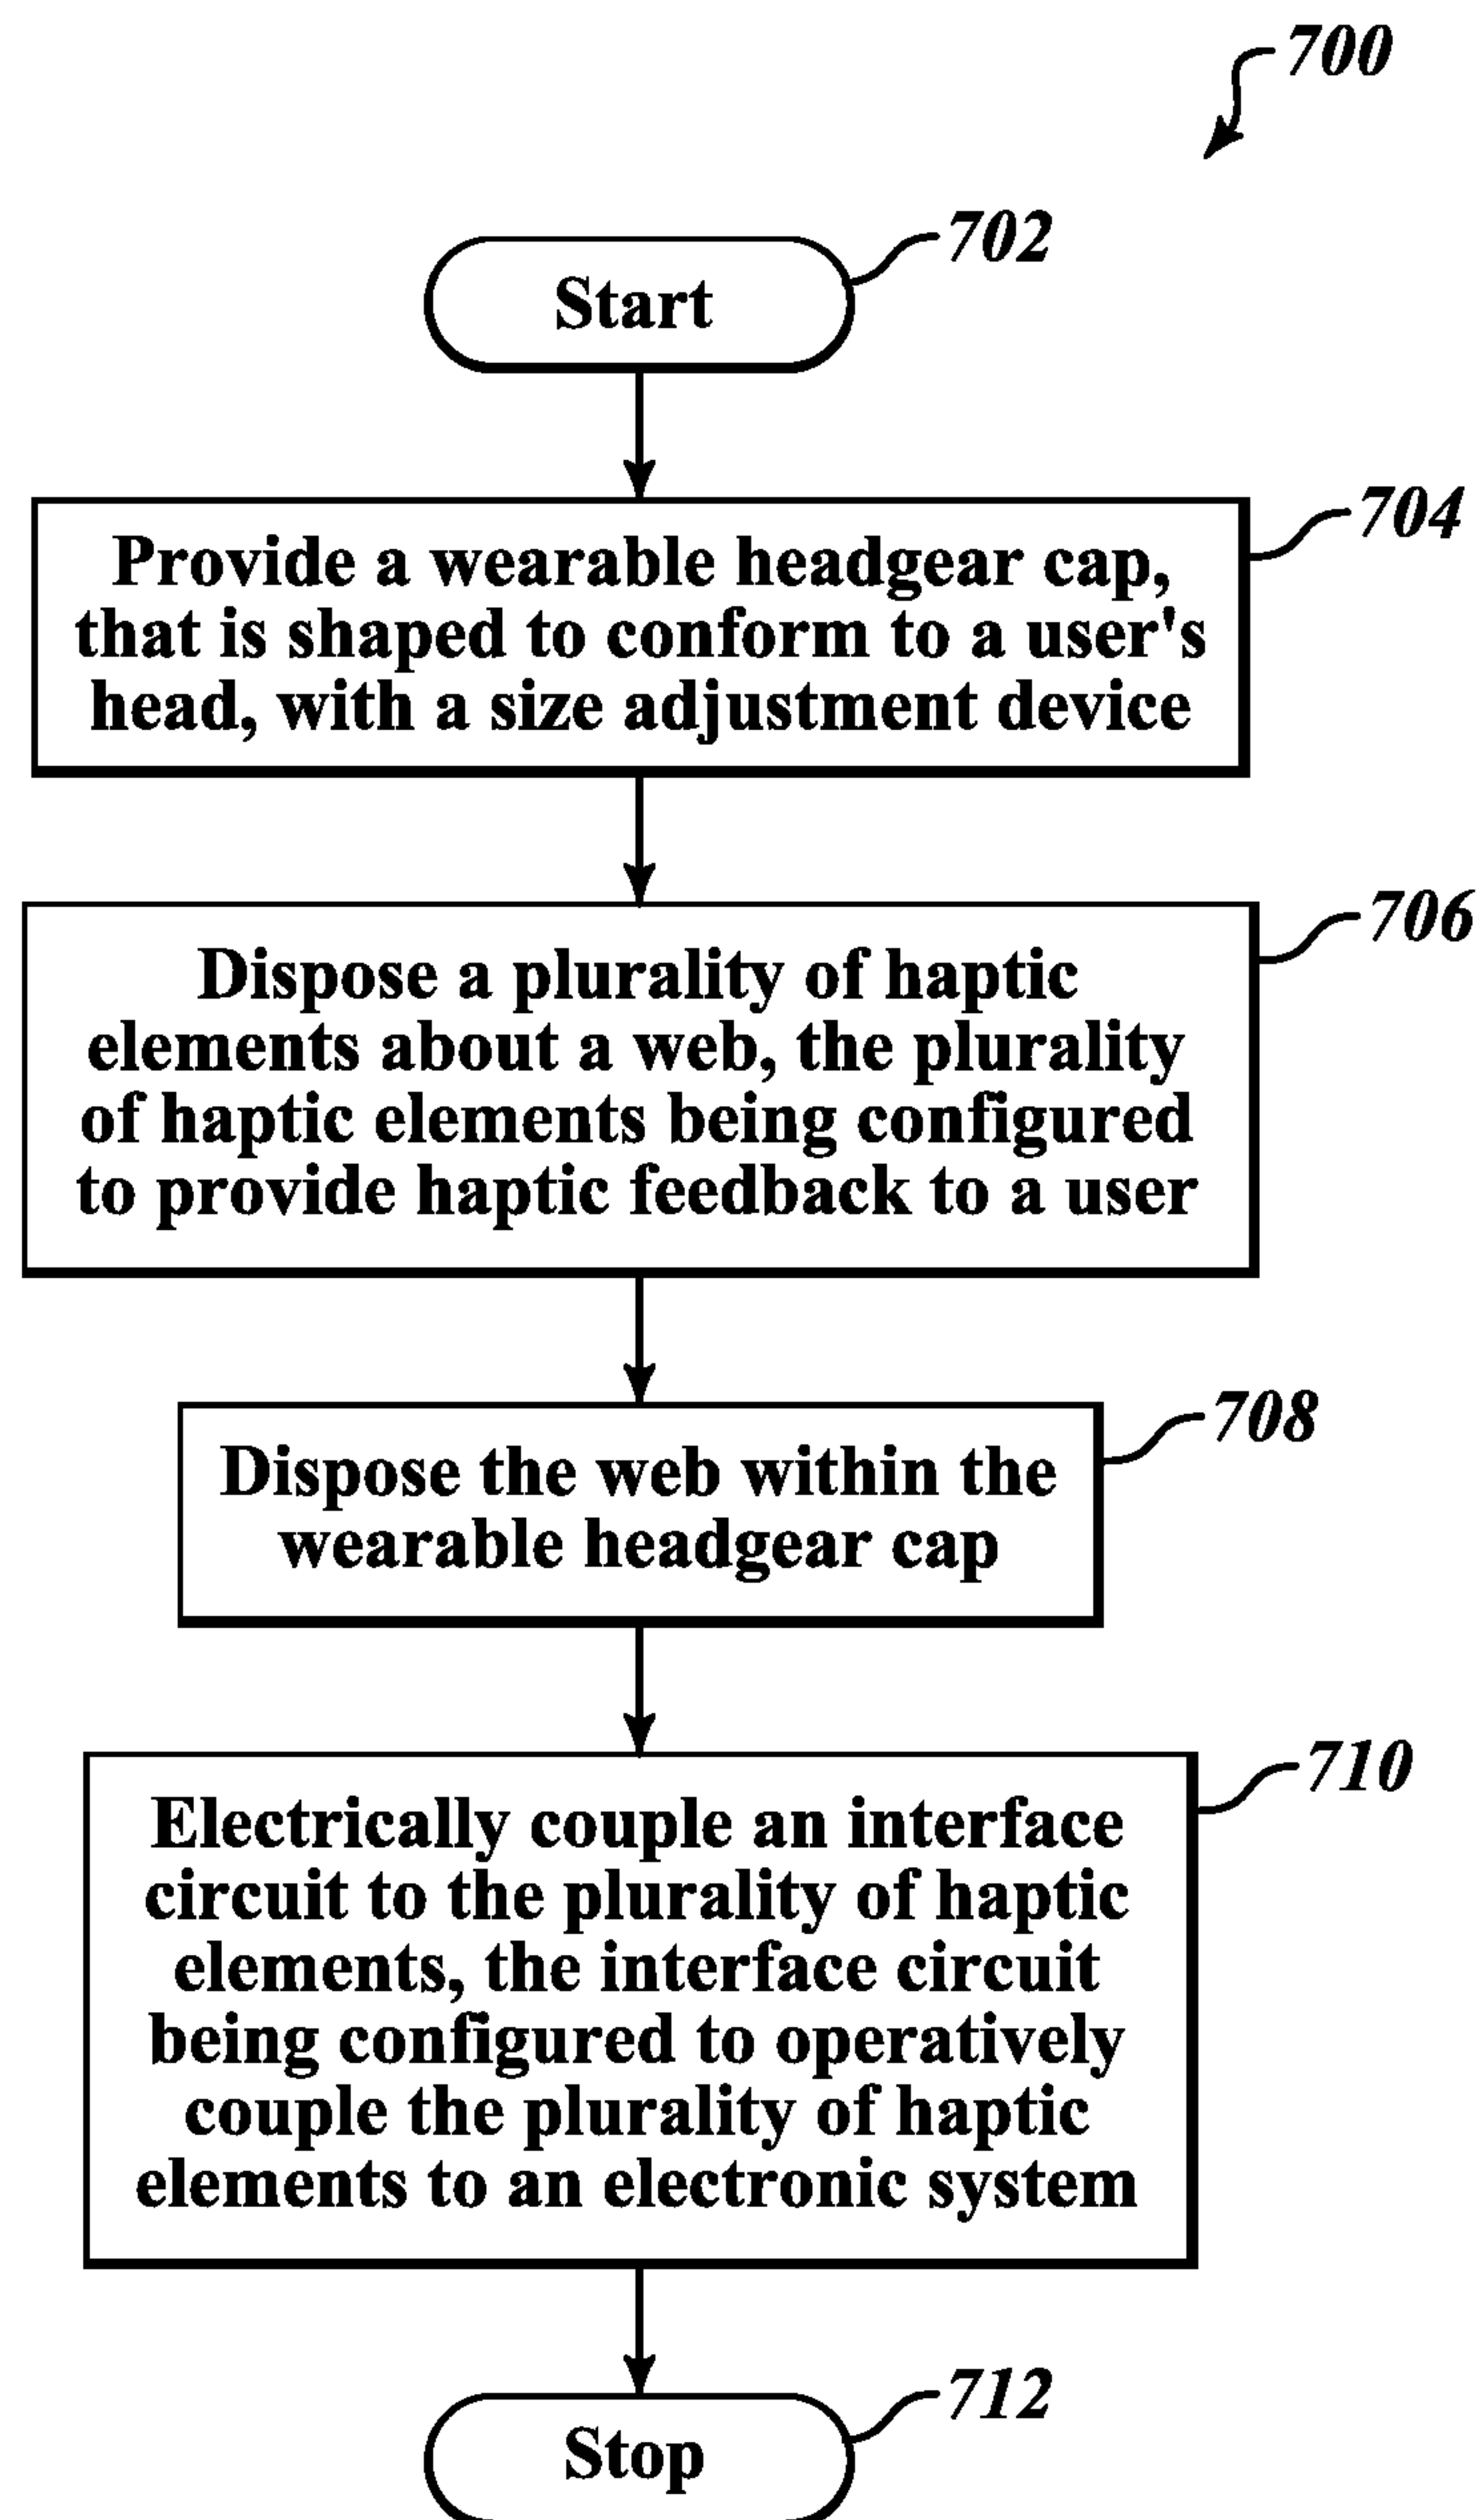 700
702
Start
704
Provide a wearable headgear cap,
that is shaped to conform to a user's
head, with a size adjustment device
706
Dispose a plurality of haptic
elements about a web, the plurality
of haptic elements being configured
to provide haptic feedback to a user
708
Dispose the web within the
wearable headgear cap
710
Electrically couple an interface
circuit to the plurality of haptic
elements, the interface circuit
being configured to operatively
couple the plurality of haptic
elements to an electronic system
712
Stop